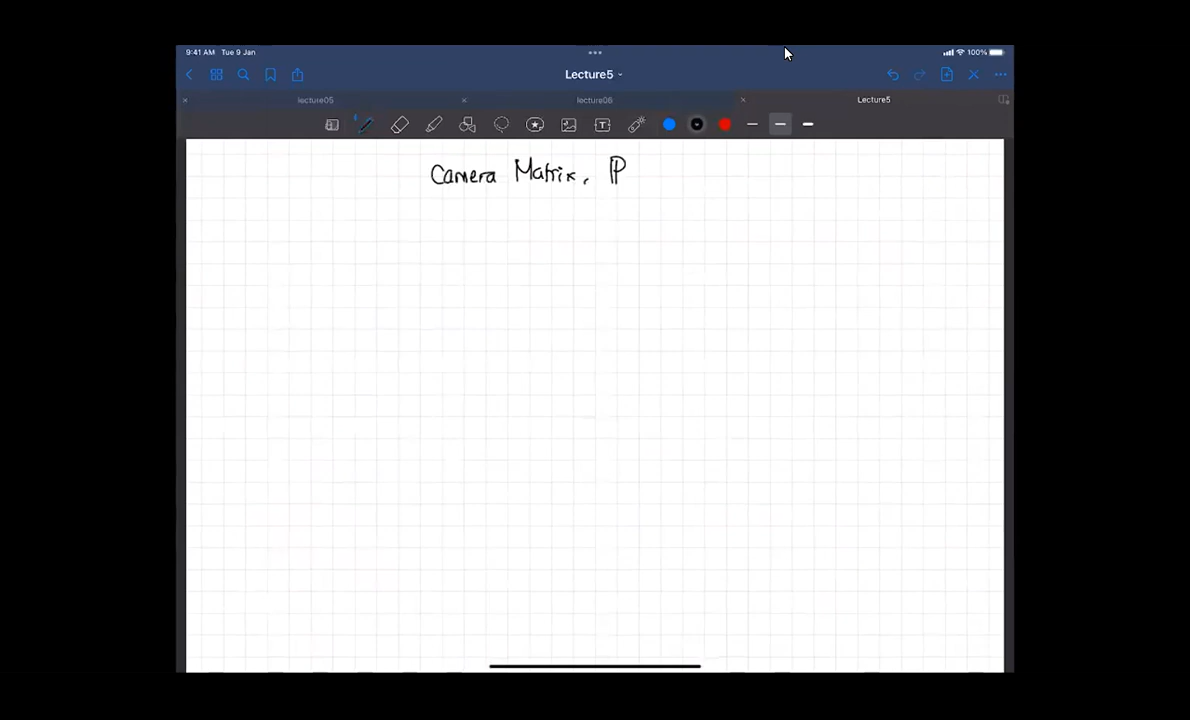 9:41 AM Tue 9 Jan
100%
Lecture5
lecture05
lecture06
Lecture5
Camera Matrix, ℙ